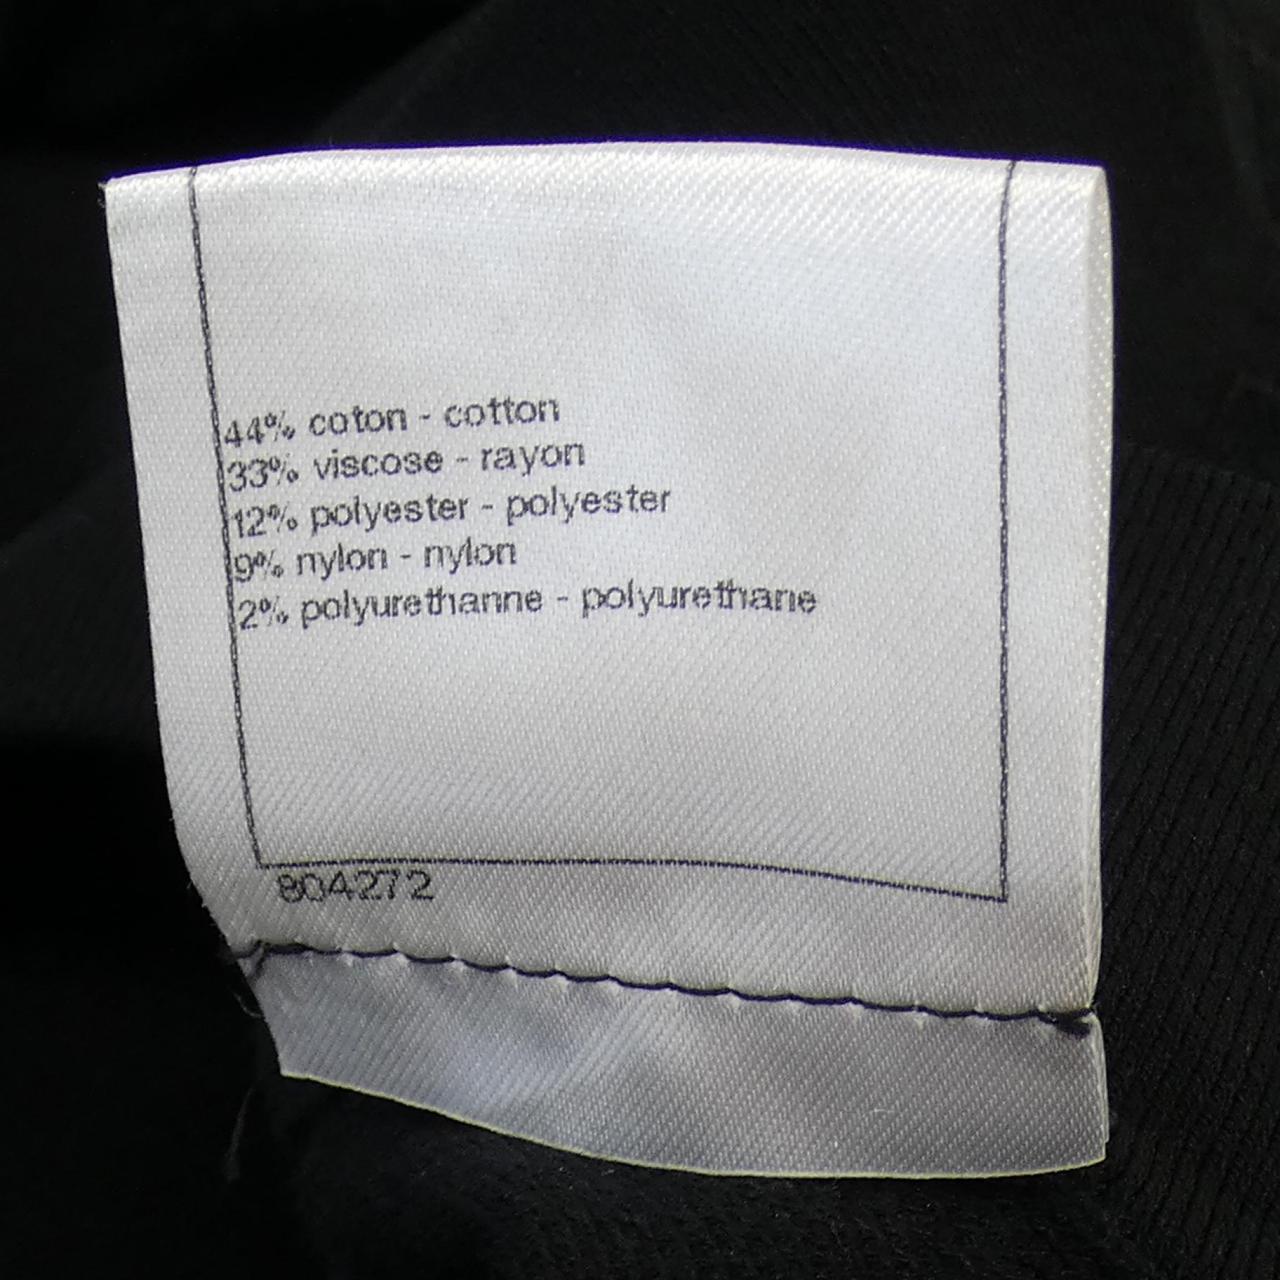 44% coton - cotton
33% viscose - rayon
12% polyester - polyester
9% nylon - nylon
2% polyurethanne - polyurethane
804272